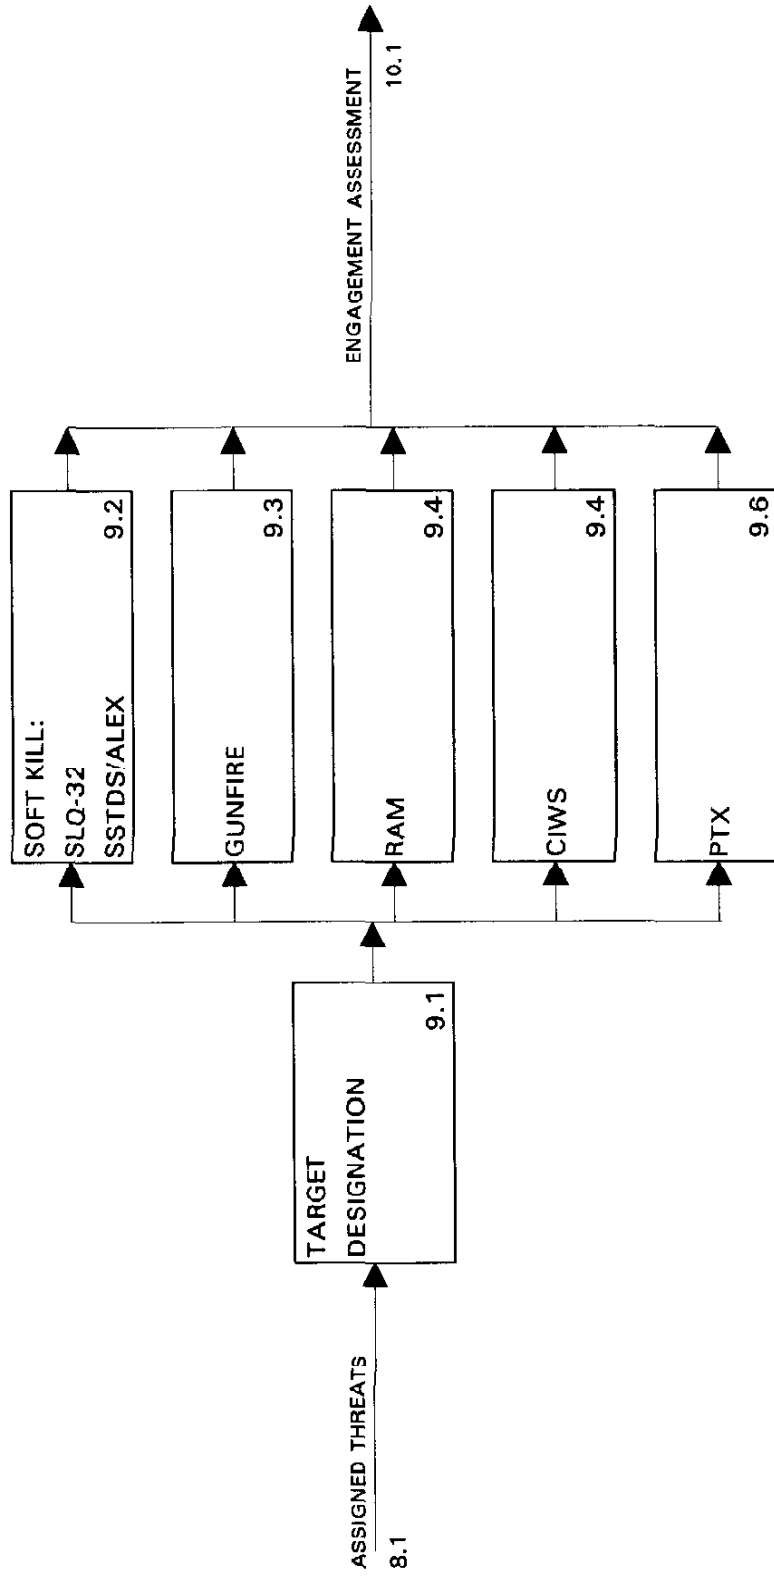 ASSIGNED THREATS
8.1
TARGET
DESIGNATION
9.1
SOFT KILL:
SLQ-32
SSTDS/ALEX
9.2
GUNFIRE
9.3
RAM
9.4
CIWS
9.4
PTX
9.6
ENGAGEMENT ASSESSMENT
10.1